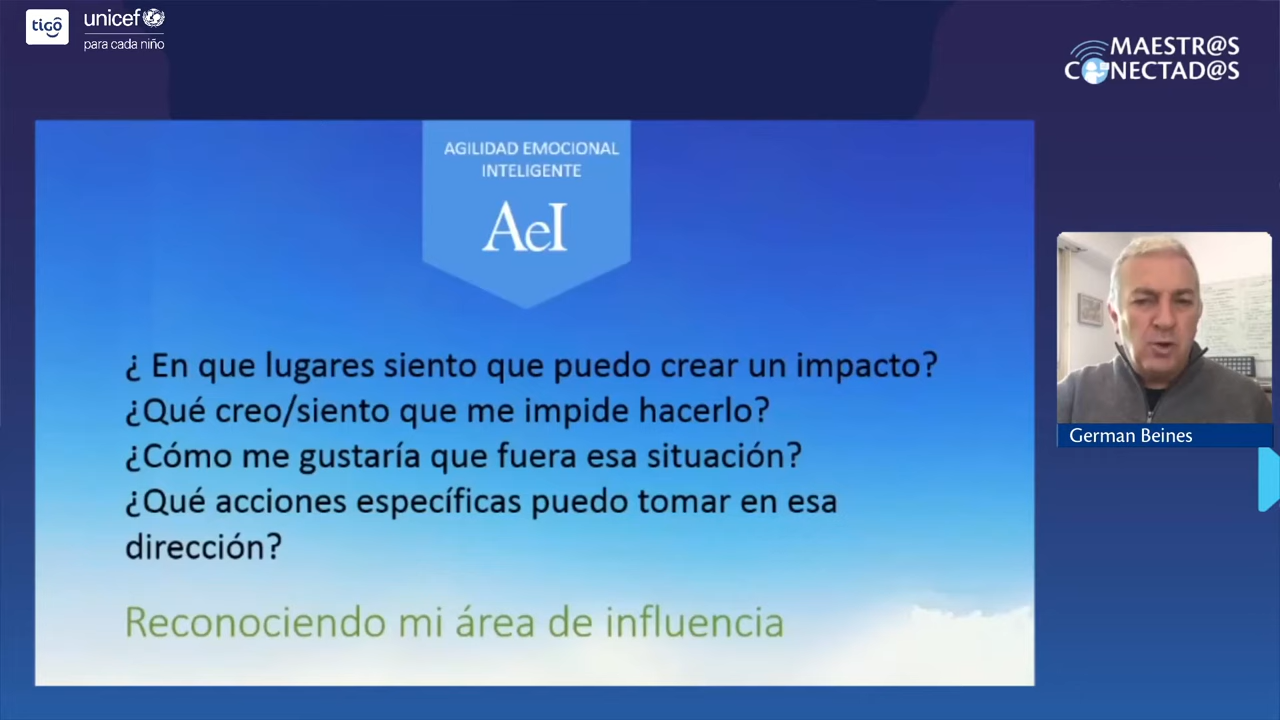 tigo
unicef
para cada niño
MAESTR@S
CONECTAD@S
AGILIDAD EMOCIONAL
INTELIGENTE
AeI
¿ En que lugares siento que puedo crear un impacto?
¿Qué creo/siento que me impide hacerlo?
¿Cómo me gustaría que fuera esa situación?
¿Qué acciones específicas puedo tomar en esa
dirección?
Reconociendo mi área de influencia
German Beines